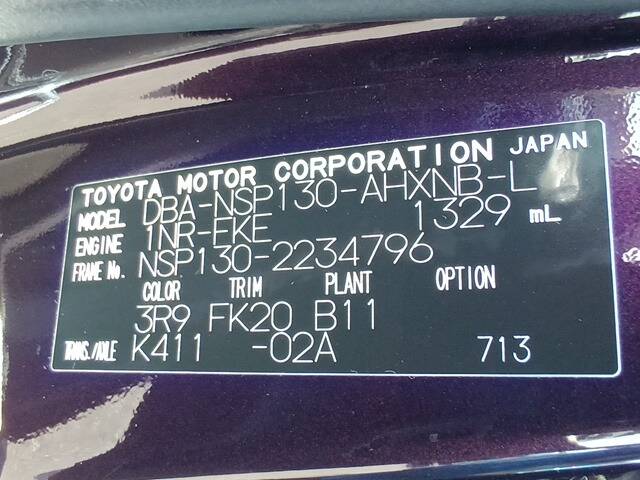 TOYOTA MOTOR CORPORATION JAPAN
MODEL DBA-NSP130-AHXNB-L
ENGINE 1NR-FKE 1329 mL
FRAME No. NSP130-2234796
COLOR TRIM PLANT OPTION
3R9 FK20 B11
TRANS./AXLE K411 -02A 713